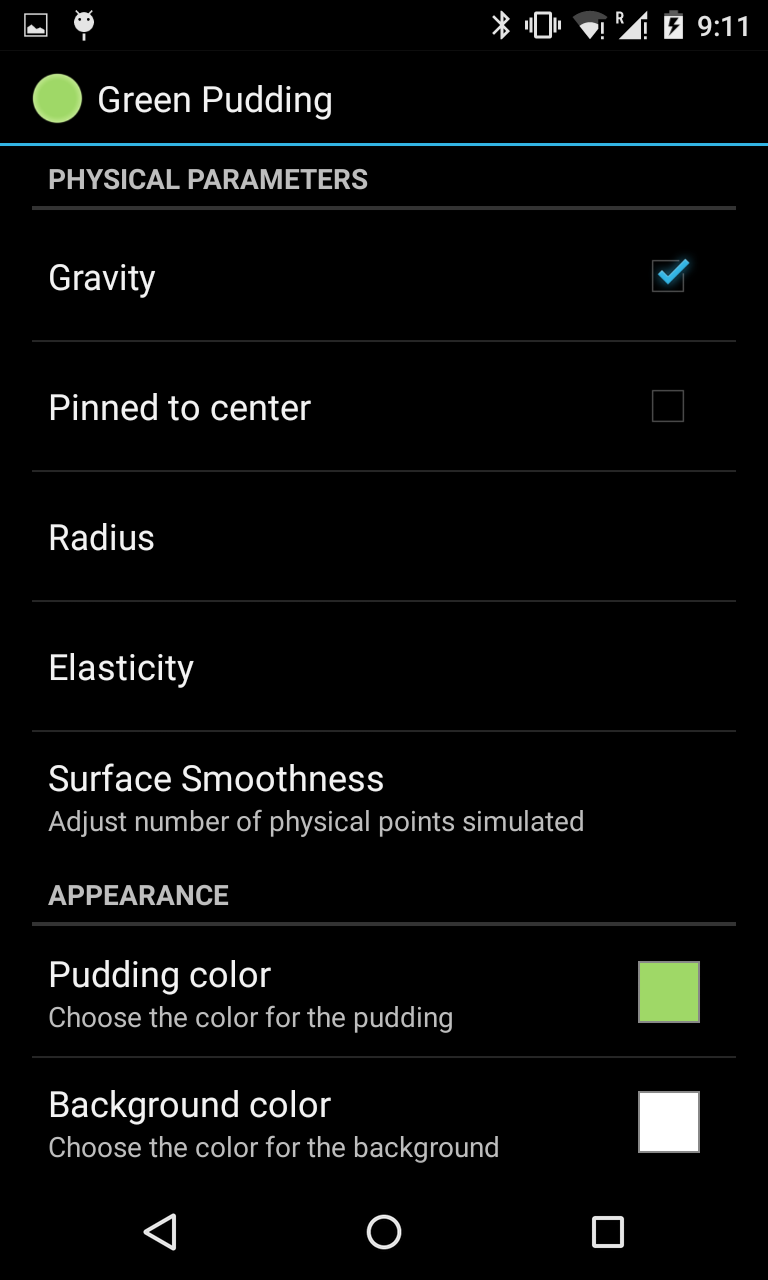 R 9:11
Green Pudding
PHYSICAL PARAMETERS
Gravity
Pinned to center
Radius
Elasticity
Surface Smoothness
Adjust number of physical points simulated
APPEARANCE
Pudding color
Choose the color for the pudding
Background color
Choose the color for the background